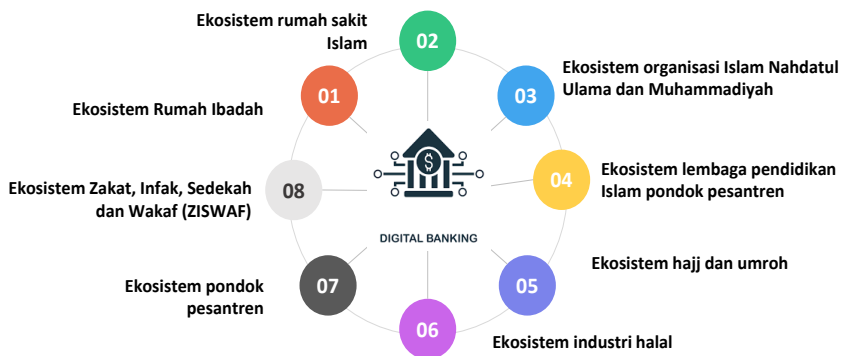 01
Ekosistem Rumah Ibadah
02
Ekosistem rumah sakit
Islam
03
Ekosistem organisasi Islam Nahdatul
Ulama dan Muhammadiyah
04
Ekosistem lembaga pendidikan
Islam pondok pesantren
05
Ekosistem hajj dan umroh
06
Ekosistem industri halal
07
Ekosistem pondok
pesantren
08
Ekosistem Zakat, Infak, Sedekah
dan Wakaf (ZISWAF)
$
DIGITAL BANKING